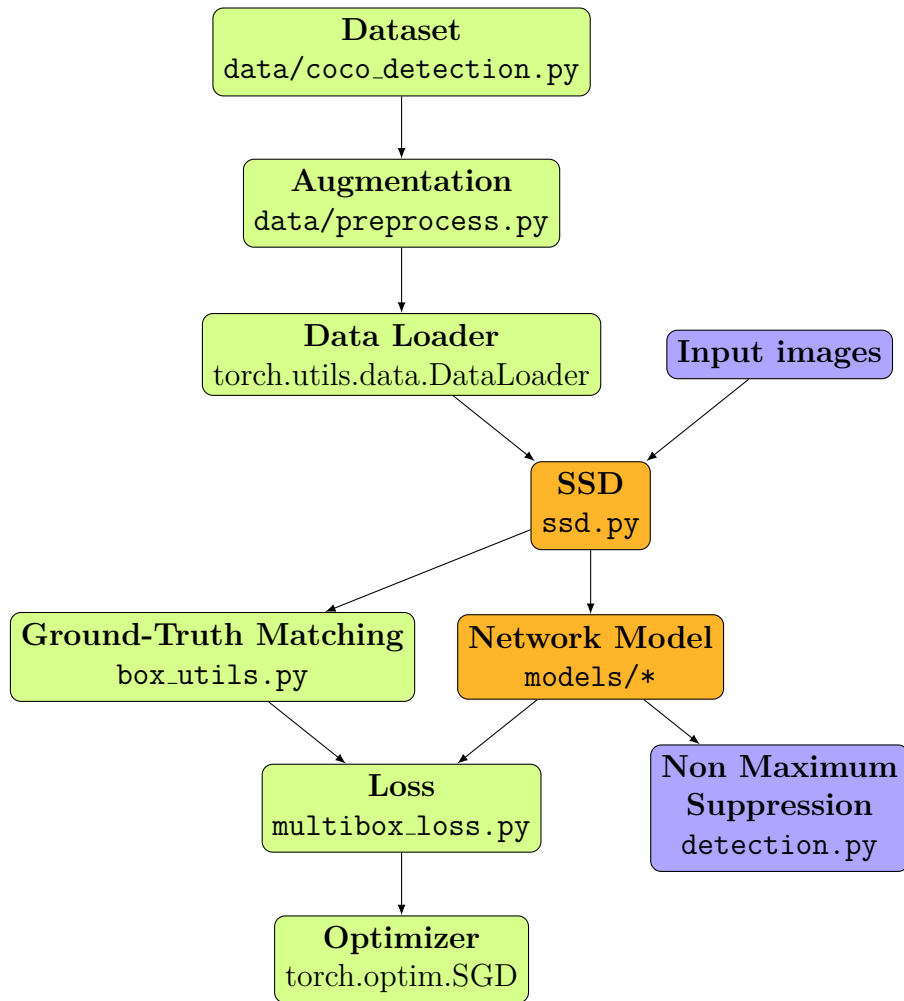 Dataset
data/coco_detection.py
Augmentation
data/preprocess.py
Data Loader
torch.utils.data.DataLoader
Input images
SSD
ssd.py
Ground-Truth Matching
box_utils.py
Network Model
models/*
Loss
multibox_loss.py
Non Maximum
Suppression
detection.py
Optimizer
torch.optim.SGD